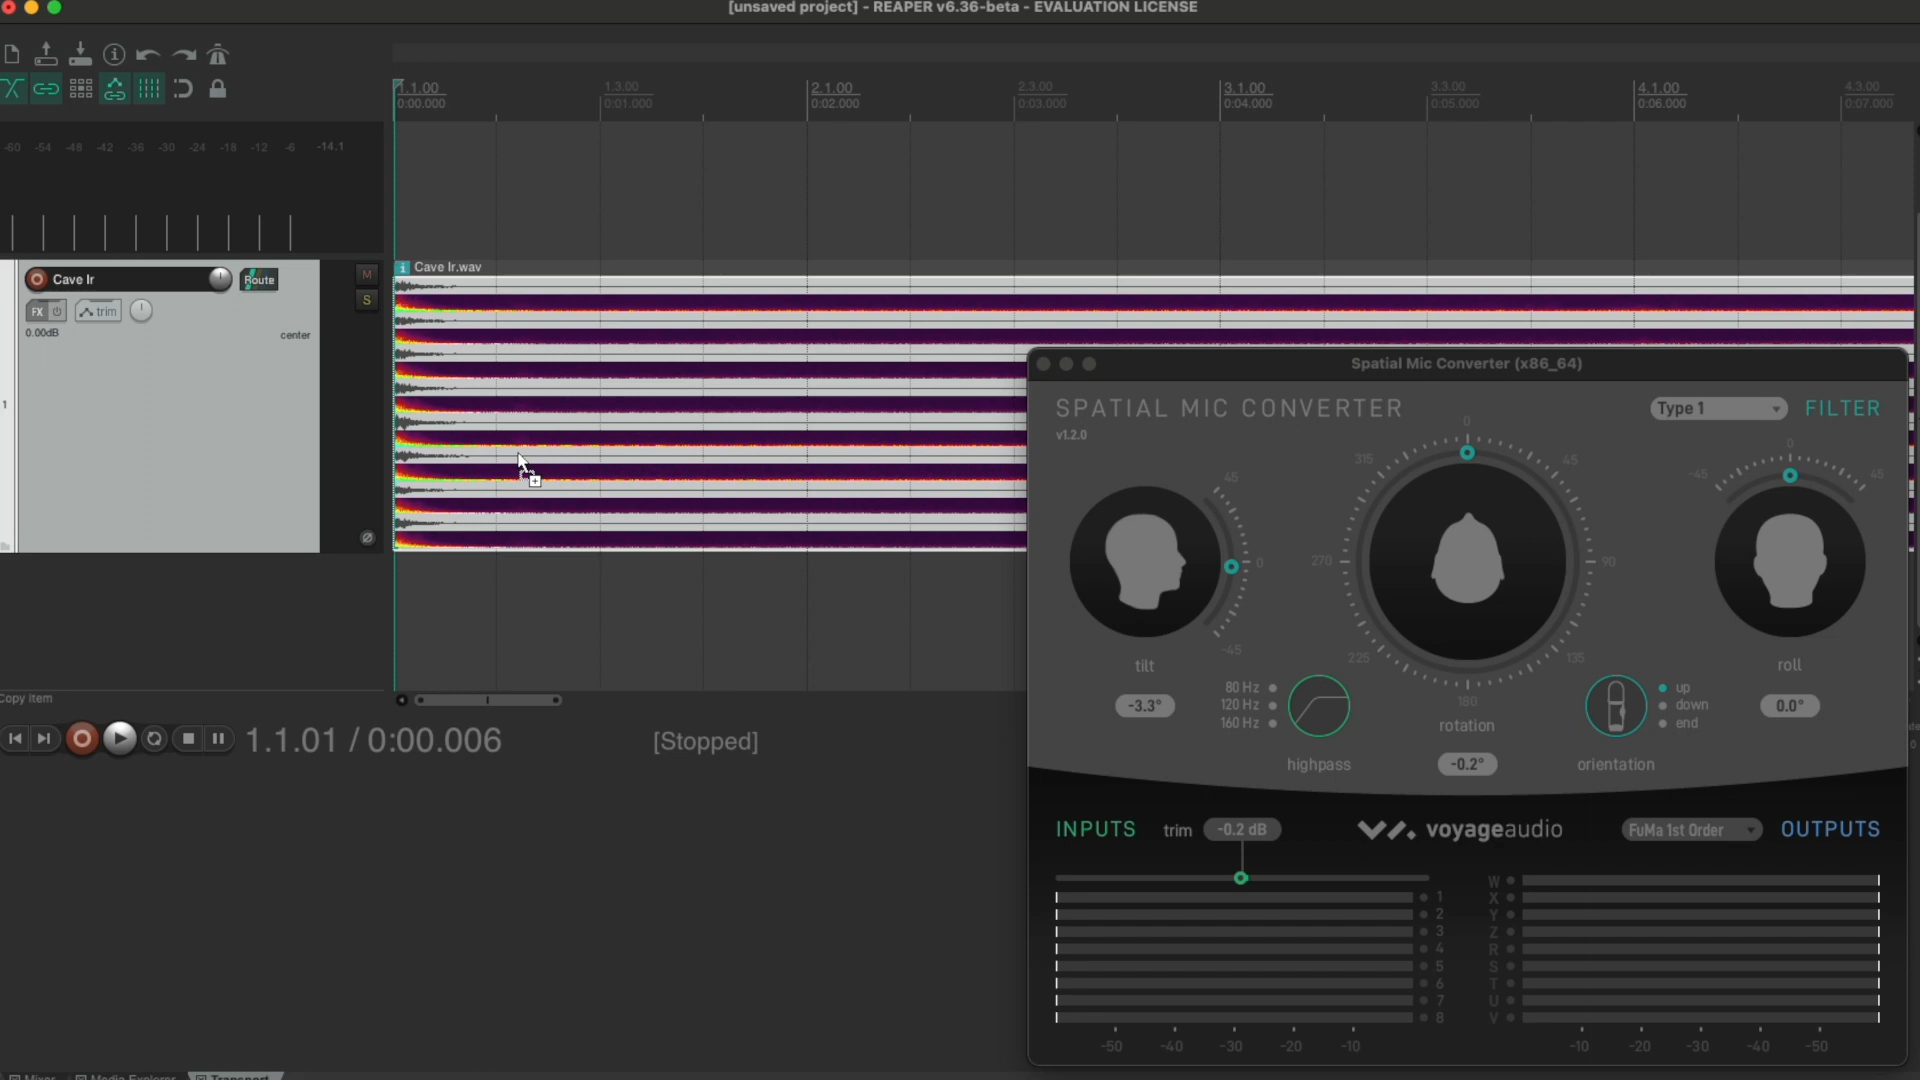 [unsaved project] - REAPER v6.36-beta - EVALUATION LICENSE
1.1.00 1.3.00 2.1.00 2.3.00 3.1.00 3.3.00 4.1.00 4.3.00
0:00.000 0:01.000 0:02.000 0:03.000 0:04.000 0:05.000 0:06.000 0:07.000
-60 -54 -48 -42 -36 -30 -24 -18 -12 -6 -14.1
i Cave Ir.wav
Cave Ir Route M
FX trim S
0.00dB center
1
Spatial Mic Converter (x86_64)
SPATIAL MIC CONVERTER Type 1 FILTER
v1.2.0
0
315 45
45
0
-45 45
270 90
0
225 135
-45
180
tilt
-3.3°
80 Hz
120 Hz
160 Hz
highpass
rotation
-0.2°
up
down
end
orientation
roll
0.0°
Copy item
1.1.01 / 0:00.006 [Stopped]
INPUTS trim -0.2 dB voyageaudio FuMa 1st Order OUTPUTS
1 W
2 X
3 Y
4 Z
5 R
6 S
7 T
8 U
V
-50 -40 -30 -20 -10 -10 -20 -30 -40 -50
Mixer Media Explorer Transport